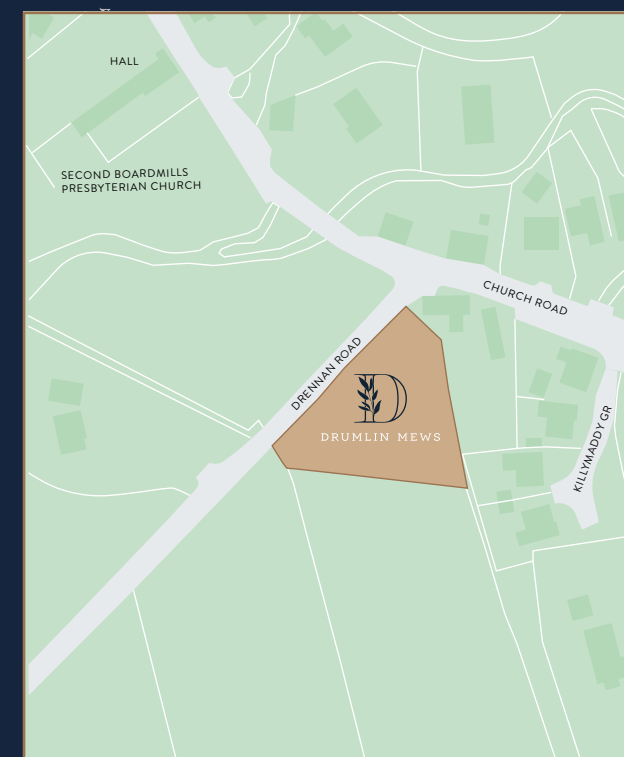 HALL
SECOND BOARDMILLS
PRESBYTERIAN CHURCH
CHURCH ROAD
DRENNAN ROAD
D
DRUMLIN MEWS
KILLYMADDY GR